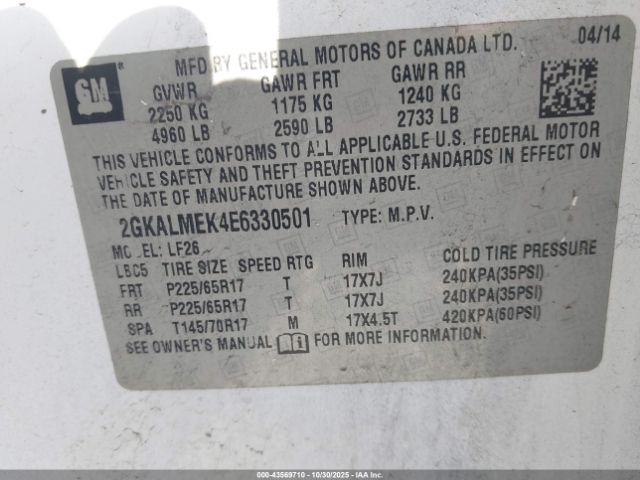 GM
MFD BY GENERAL MOTORS OF CANADA LTD. 04/14
GVWR GAWR FRT GAWR RR
2250 KG 1175 KG 1240 KG
4960 LB 2590 LB 2733 LB
THIS VEHICLE CONFORMS TO ALL APPLICABLE U.S. FEDERAL MOTOR
VEHICLE SAFETY AND THEFT PREVENTION STANDARDS IN EFFECT ON
THE DATE OF MANUFACTURE SHOWN ABOVE.
2GKALMEK4E6330501 TYPE: M.P.V.
MODEL: LF26
LBC5 TIRE SIZE SPEED RTG RIM COLD TIRE PRESSURE
FRT P225/65R17 T 17X7J 240KPA(35PSI)
RR P225/65R17 T 17X7J 240KPA(35PSI)
SPA T145/70R17 M 17X4.5T 420KPA(60PSI)
SEE OWNER'S MANUAL FOR MORE INFORMATION.
000-43569710 | 10/30/2025 - Copyright © IAA, LLC